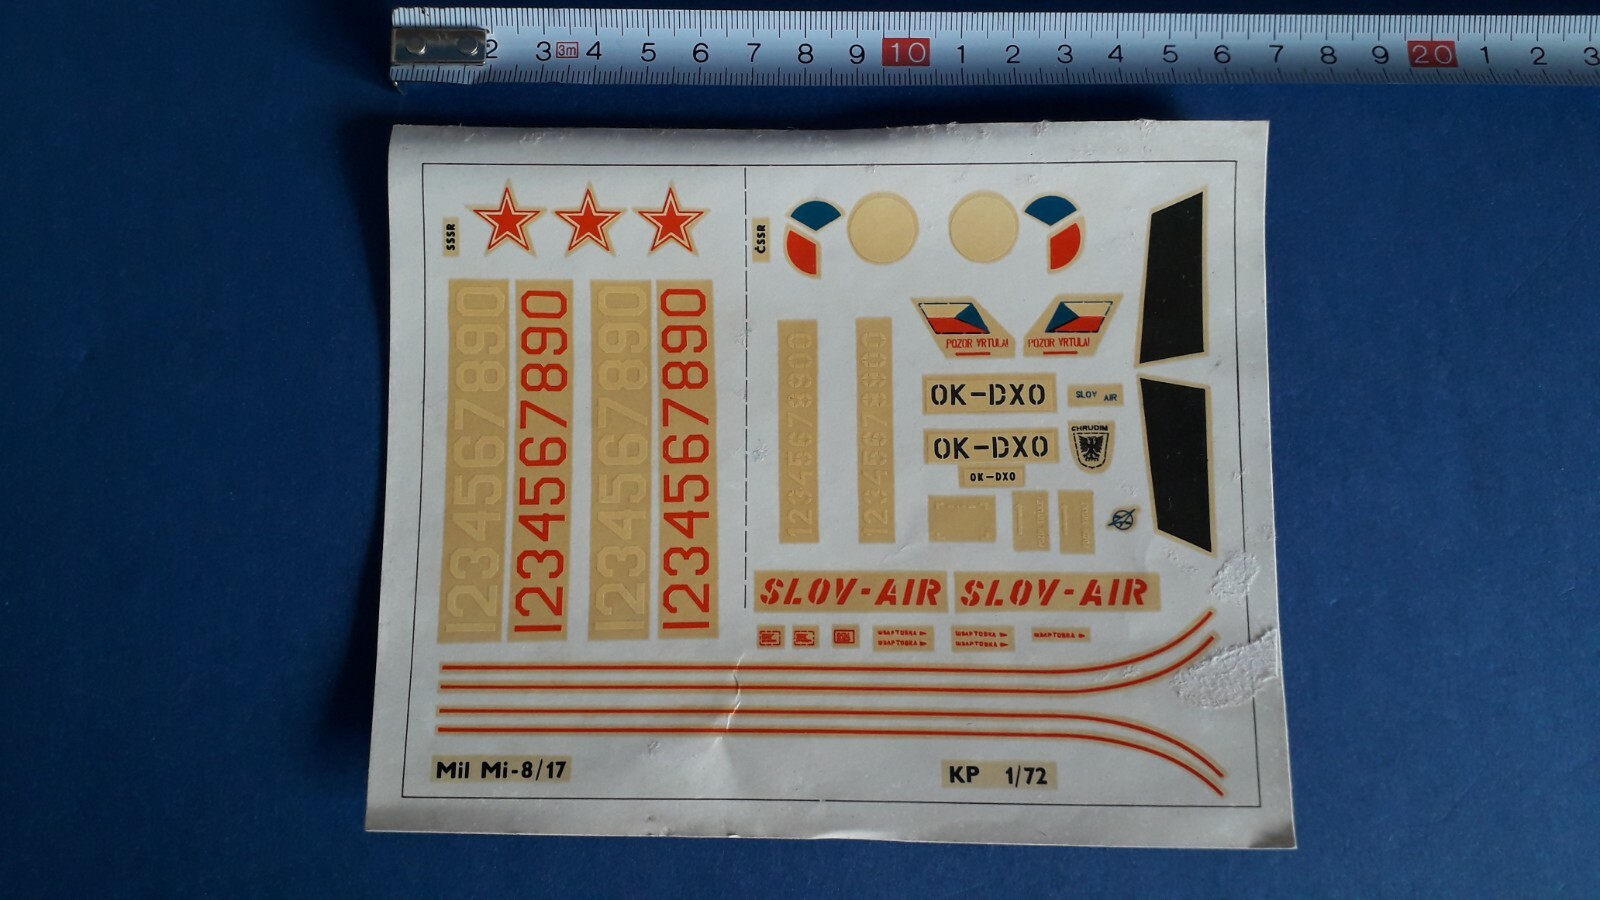 2 3 3m 4 5 6 7 8 9 10 1 2 3 4 5 6 7 8 9 20 1 2 3
SSSR
ČSSR
1234567890
1234567890
1234567890
1234567890
1234567890
1234567890
POZOR VRTULA!
POZOR VRTULA!
OK-DXO
SLOV AIR
OK-DXO
CHRUDIM
OK-DXO
SLOV-AIR
SLOV-AIR
Mil Mi-8/17
KP 1/72